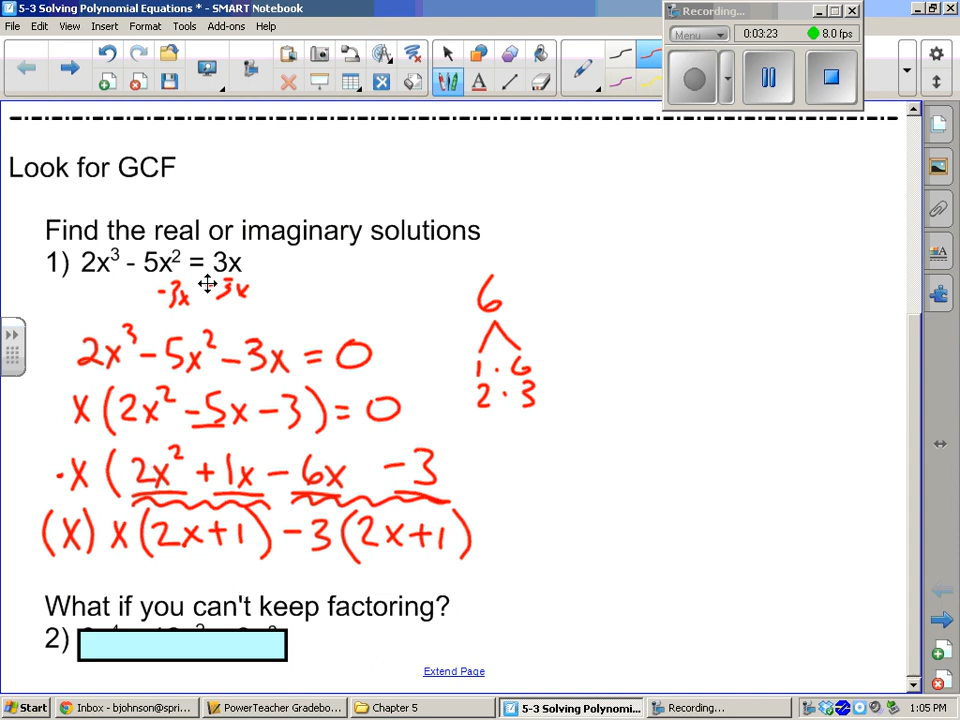 5-3 Solving Polynomial Equations * - SMART Notebook
File Edit View Insert Format Tools Add-ons Help
Recording...
Menu 0:03:23 8.0 fps
Look for GCF
Find the real or imaginary solutions
1) 2x³ - 5x² = 3x
-3x -3x
6
1 · 6
2 · 3
2x³ - 5x² - 3x = 0
x (2x² - 5x - 3) = 0
· x (2x² + 1x - 6x - 3
(x) x (2x + 1) - 3 (2x + 1)
What if you can't keep factoring?
2)
Extend Page
Start Inbox - bjohnson@spri... PowerTeacher Gradebo... Chapter 5 5-3 Solving Polynomi... Recording... 1:05 PM